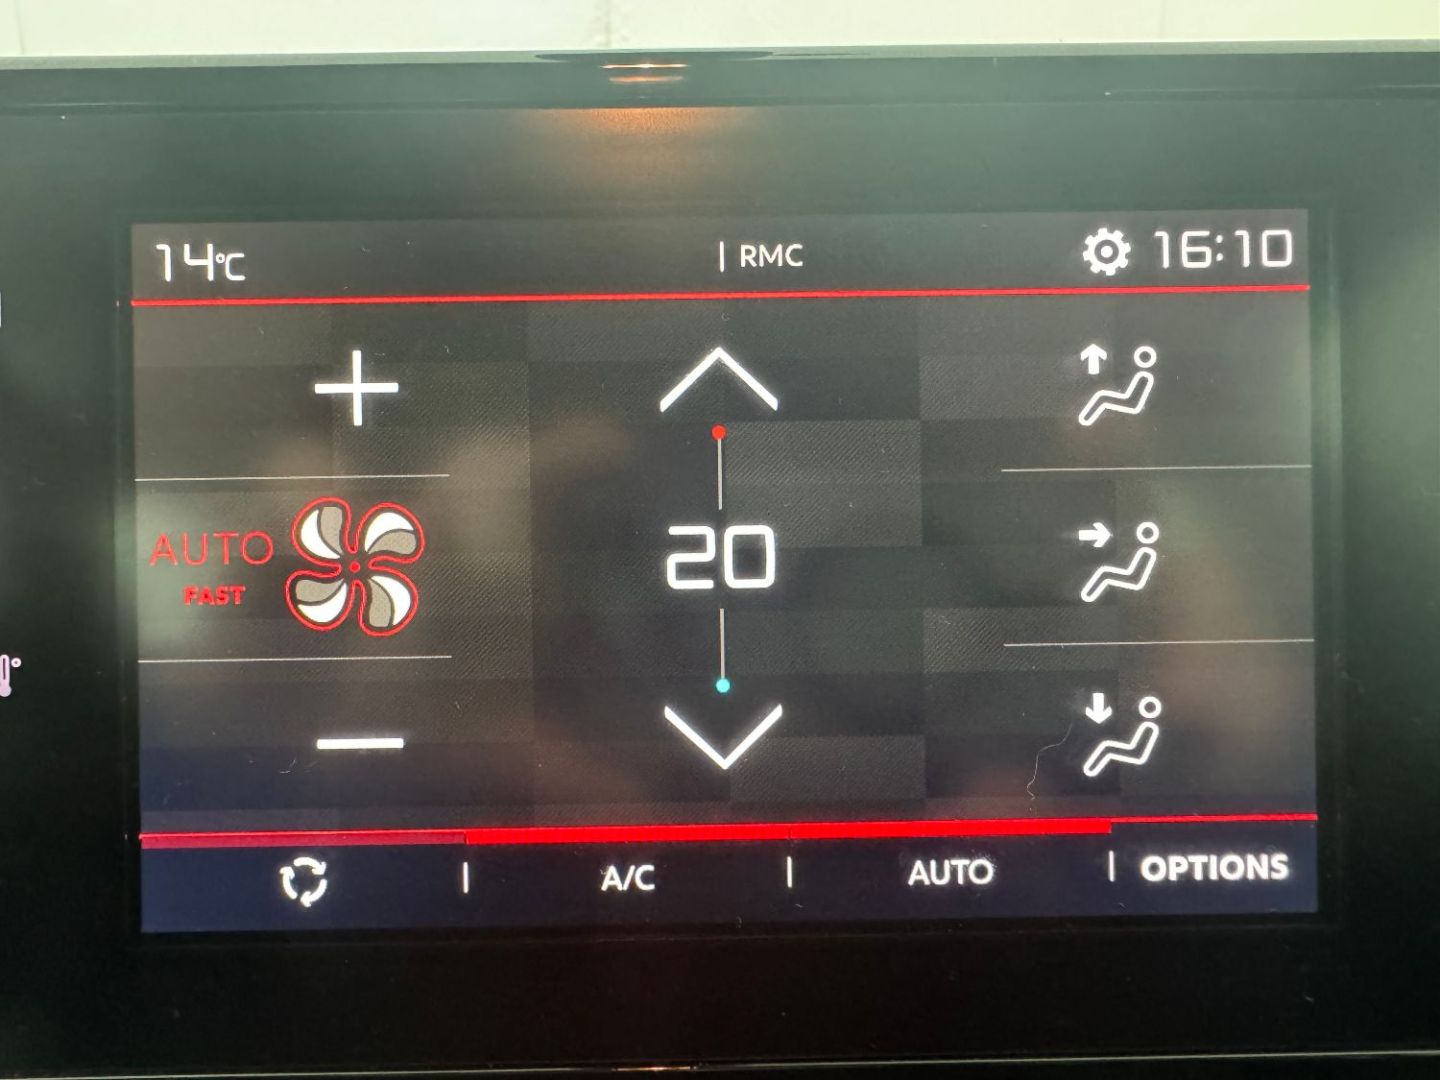 14°C
| RMC
16:10
AUTO
FAST
20
A/C
AUTO
OPTIONS